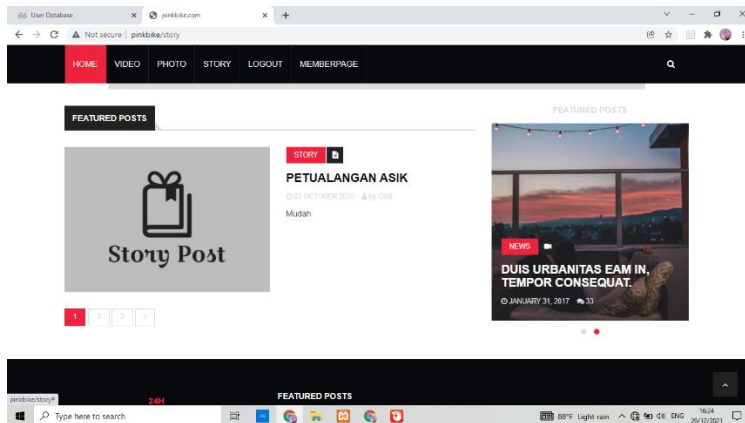 User Database
pinkbike.com
Not secure | pinkbike/story
HOME VIDEO PHOTO STORY LOGOUT MEMBERPAGE
FEATURED POSTS
Story Post
STORY
PETUALANGAN ASIK
02 OCTOBER 2020 by GWE
Mudah
1 2 3
FEATURED POSTS
NEWS
DUIS URBANITAS EAM IN,
TEMPOR CONSEQUAT.
JANUARY 31, 2017 33
24H
FEATURED POSTS
pinkbike/story#
Type here to search
88°F Light rain
ENG
16:24
20/12/2021